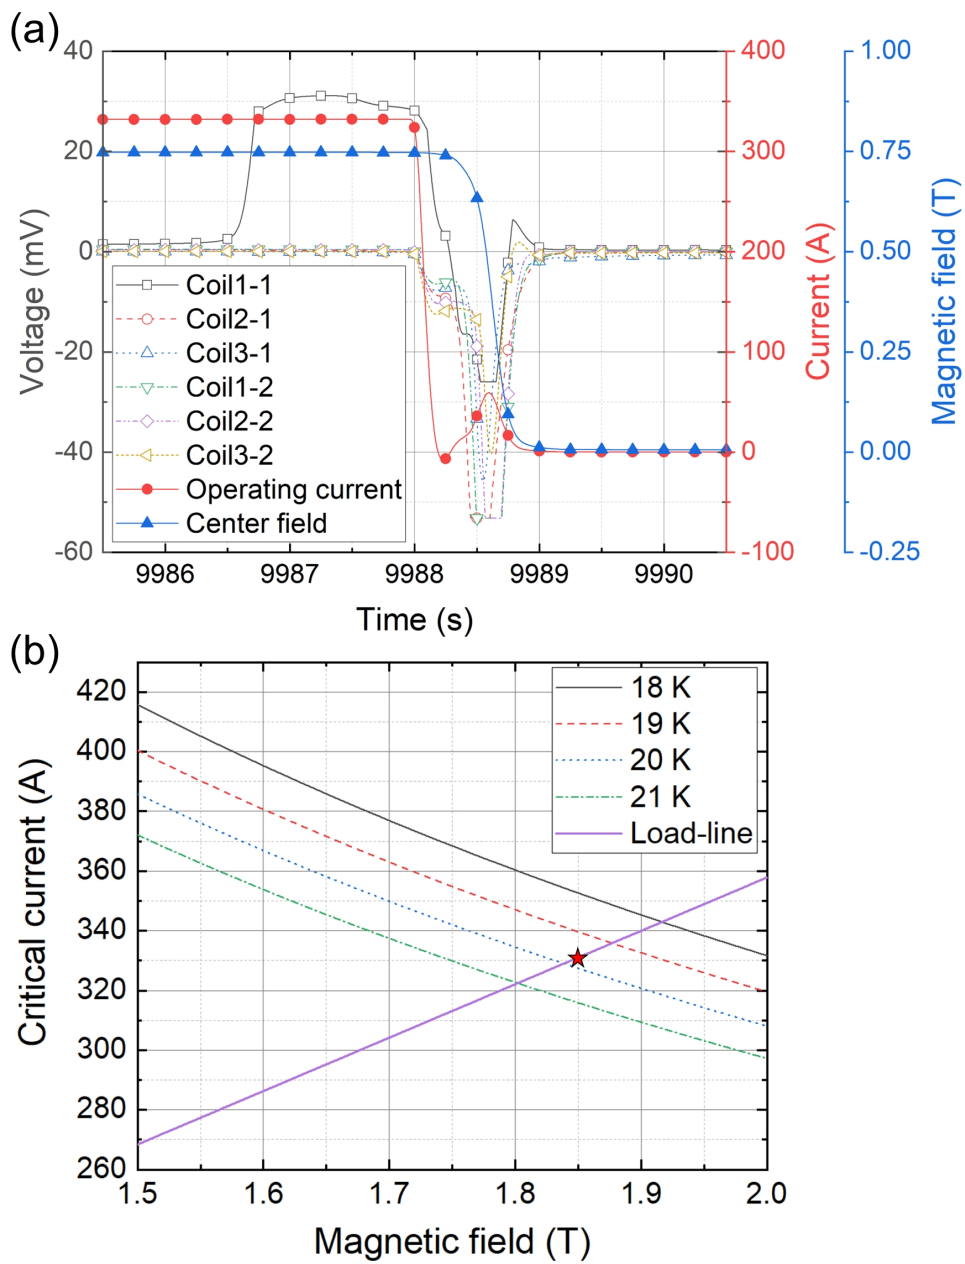 (a)
40
20
0
-20
-40
-60
Voltage (mV)
400
300
200
100
0
-100
Current (A)
1.00
0.75
0.50
0.25
0.00
-0.25
Magnetic field (T)
Coil1-1
Coil2-1
Coil3-1
Coil1-2
Coil2-2
Coil3-2
Operating current
Center field
9986 9987 9988 9989 9990
Time (s)
(b)
420
400
380
360
340
320
300
280
260
Critical current (A)
18 K
19 K
20 K
21 K
Load-line
1.5 1.6 1.7 1.8 1.9 2.0
Magnetic field (T)